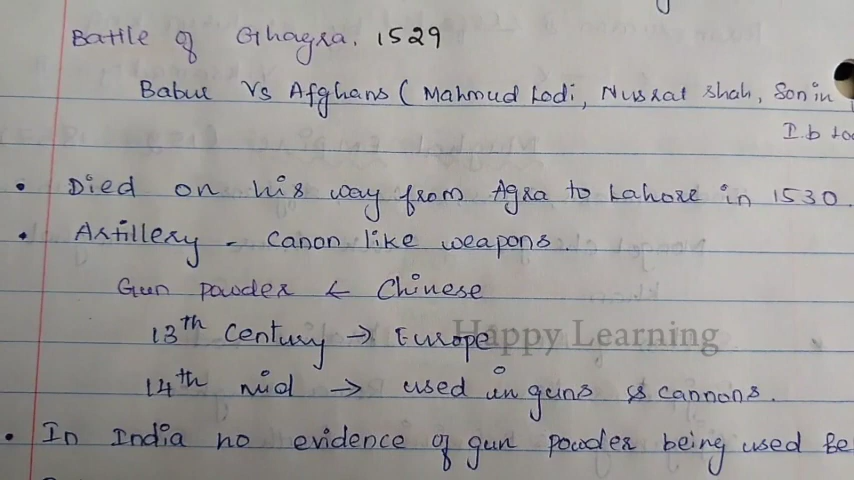 Battle of Ghagra. 1529
Babur Vs Afghans ( Mahmud Lodi, Nusrat shah, Son in
I.b
Died on his way from Agra to Lahore in 1530.
Artillery - canon like weapons.
Gun powder ← Chinese
13th Century → Europe
Happy Learning
14th mid → used in guns & cannons.
In India no evidence of gun powder being used Be